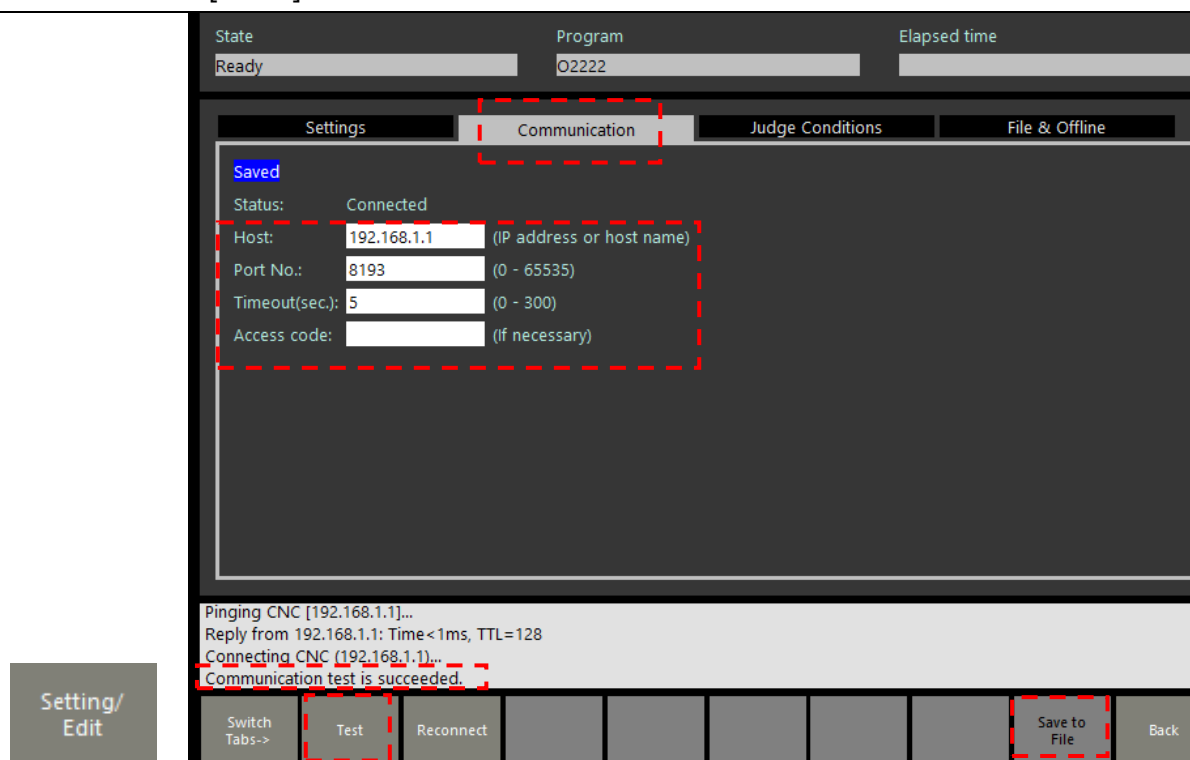 State Program Elapsed time
Ready O2222
Settings Communication Judge Conditions File & Offline
Saved
Status: Connected
Host: 192.168.1.1 (IP address or host name)
Port No.: 8193 (0 - 65535)
Timeout(sec.): 5 (0 - 300)
Access code: (If necessary)
Pinging CNC [192.168.1.1]...
Reply from 192.168.1.1: Time<1ms, TTL=128
Connecting CNC (192.168.1.1)...
Communication test is succeeded.
Setting/
Edit
Switch
Tabs->
Test
Reconnect
Save to
File
Back